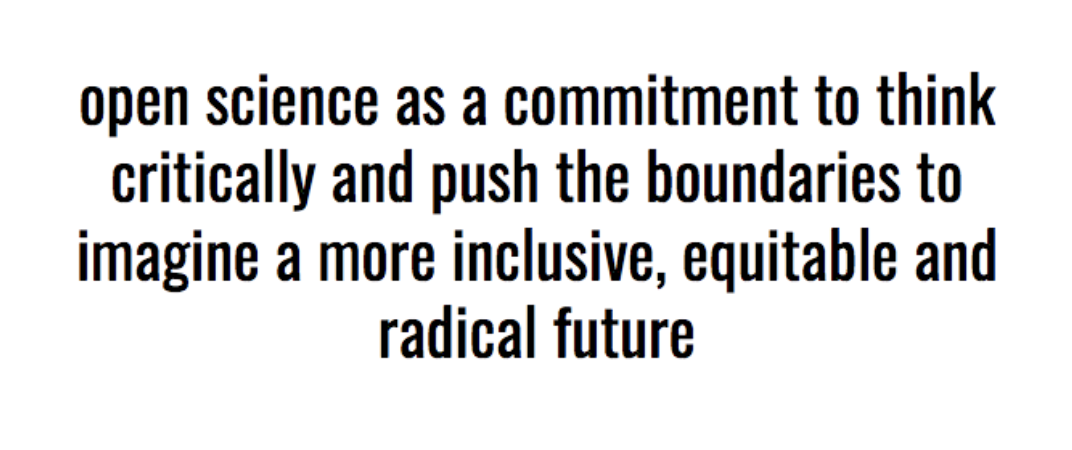 open science as a commitment to think
critically and push the boundaries to
imagine a more inclusive, equitable and
radical future